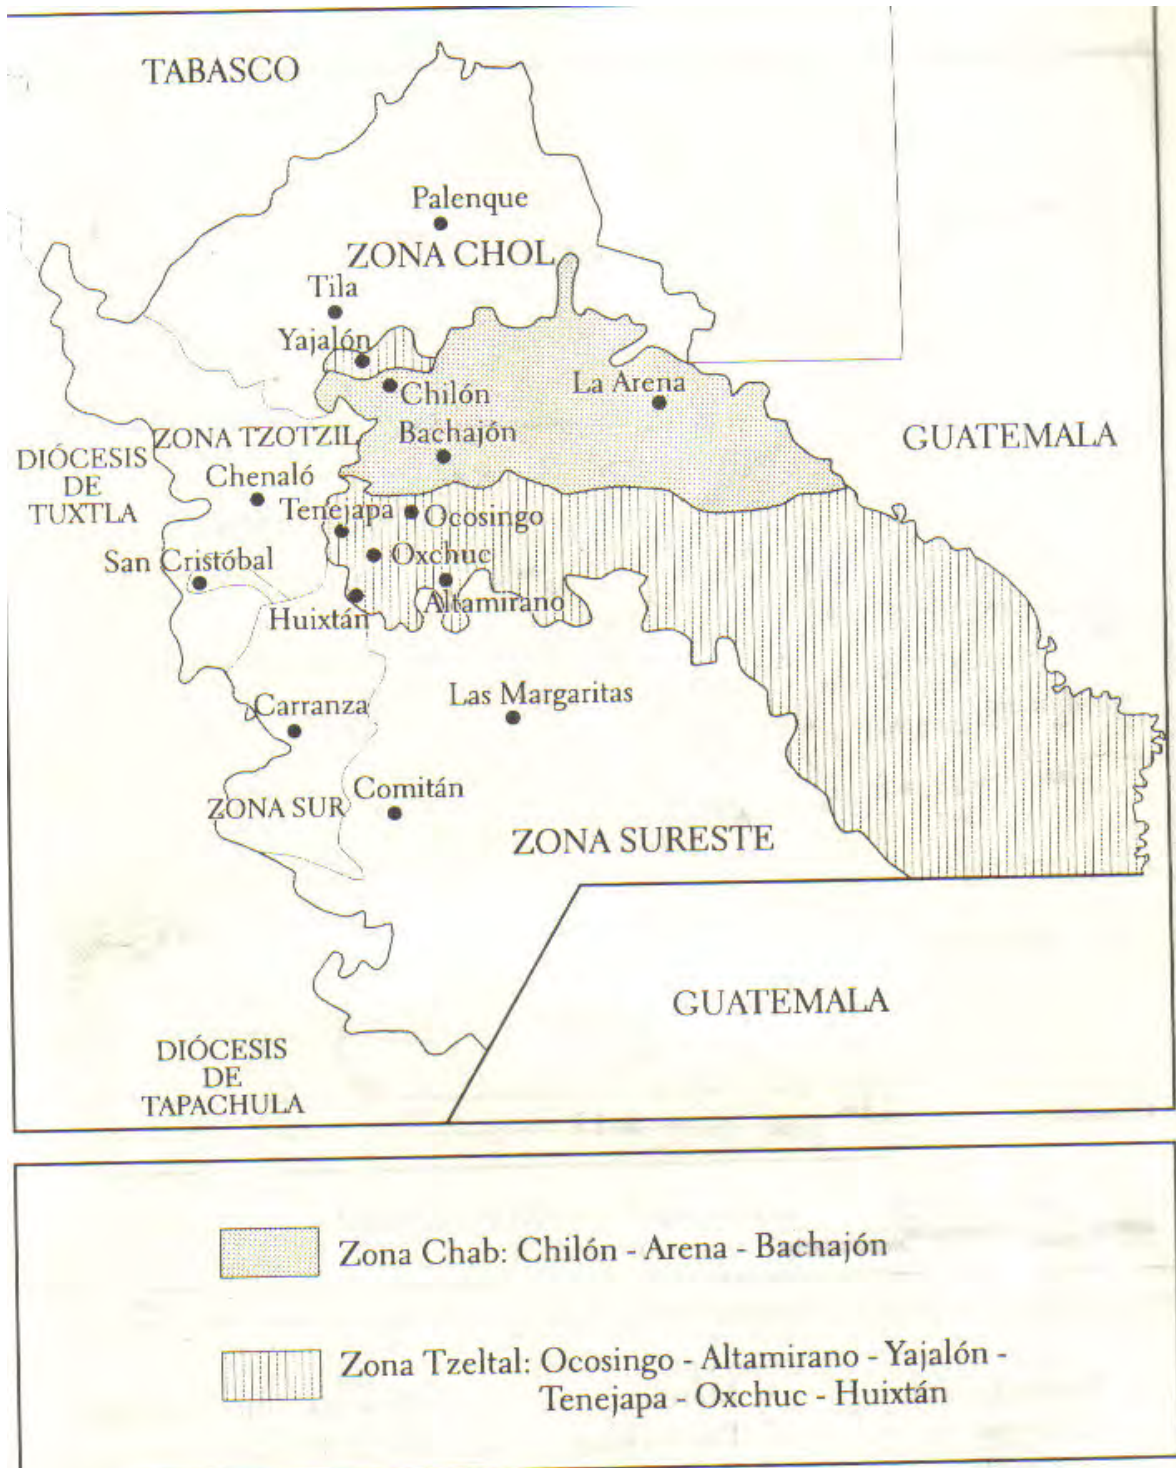 TABASCO
Palenque
ZONA CHOL
Tila
Yajalón
Chilón
La Arena
ZONA TZOTZIL
Bachajón
GUATEMALA
DIÓCESIS
DE
TUXTLA
Chenaló
Tenejapa
Ocosingo
San Cristóbal
Oxchuc
Huixtán
Altamirano
Carranza
Las Margaritas
ZONA SUR
Comitán
ZONA SURESTE
GUATEMALA
DIÓCESIS
DE
TAPACHULA
Zona Chab: Chilón - Arena - Bachajón
Zona Tzeltal: Ocosingo - Altamirano - Yajalón -
Tenejapa - Oxchuc - Huixtán